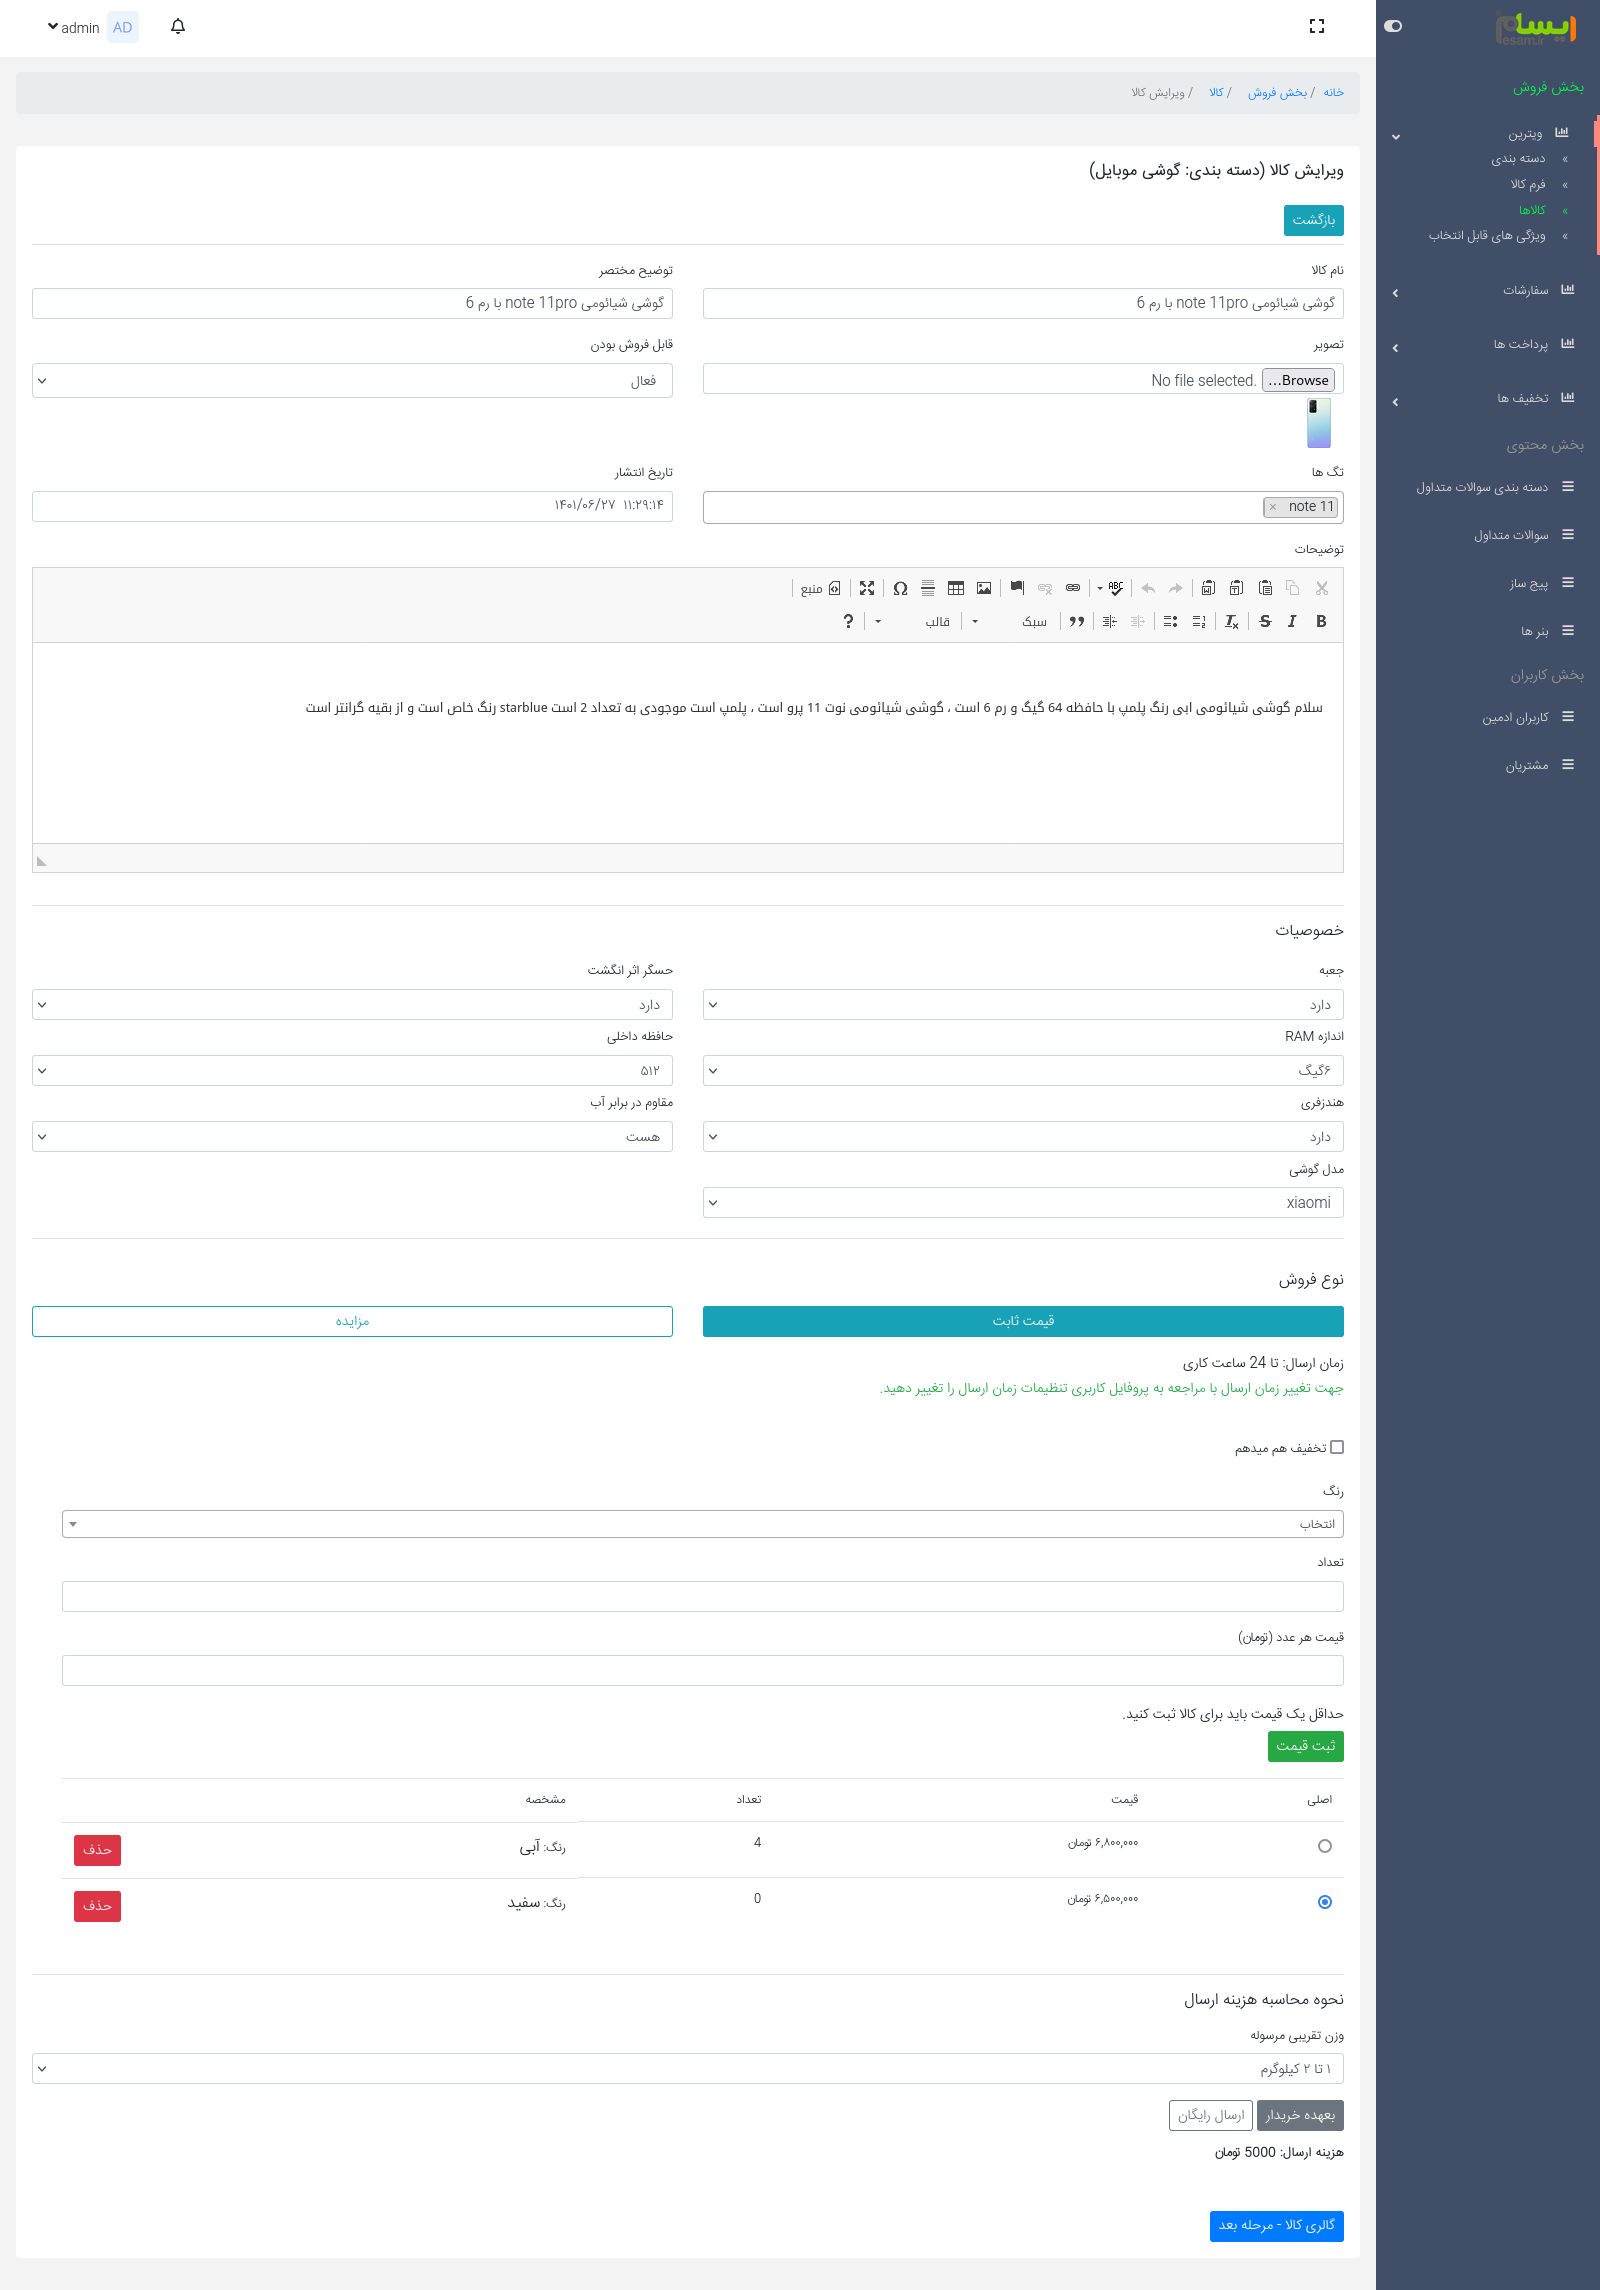 ایسام
esam.ir
admin
AD
بخش فروش
ویترین
» دسته بندی
» فرم کالا
» کالاها
» ویژگی های قابل انتخاب
سفارشات
پرداخت ها
تخفیف ها
بخش محتوی
دسته بندی سوالات متداول
سوالات متداول
پیج ساز
بنر ها
بخش کاربران
کاربران ادمین
مشتریان
خانه / بخش فروش / کالا / ویرایش کالا
ویرایش کالا (دسته بندی: گوشی موبایل)
بازگشت
نام کالا
گوشی شیائومی note 11pro با رم 6
توضیح مختصر
گوشی شیائومی note 11pro با رم 6
تصویر
Browse... No file selected.
قابل فروش بودن
فعال
تگ ها
note 11 ×
تاریخ انتشار
۱۴۰۱/۰۶/۲۷ ۱۱:۲۹:۱۴
توضیحات
منبع
سبک
قالب
سلام گوشی شیائومی ابی رنگ پلمپ با حافظه 64 گیگ و رم 6 است ، گوشی شیائومی نوت 11 پرو است ، پلمپ است موجودی به تعداد 2 است starblue رنگ خاص است و از بقیه گرانتر است
خصوصیات
جعبه
دارد
حسگر اثر انگشت
دارد
اندازه RAM
۶گیگ
حافظه داخلی
۵۱۲
هندزفری
دارد
مقاوم در برابر آب
هست
مدل گوشی
xiaomi
نوع فروش
قیمت ثابت
مزایده
زمان ارسال: تا 24 ساعت کاری
جهت تغییر زمان ارسال با مراجعه به پروفایل کاربری تنظیمات زمان ارسال را تغییر دهید.
تخفیف هم میدهم
رنگ
انتخاب
تعداد
قیمت هر عدد (تومان)
حداقل یک قیمت باید برای کالا ثبت کنید.
ثبت قیمت
اصلی قیمت تعداد مشخصه
۶,۸۰۰,۰۰۰ تومان 4 رنگ: آبی حذف
۶,۵۰۰,۰۰۰ تومان 0 رنگ: سفید حذف
نحوه محاسبه هزینه ارسال
وزن تقریبی مرسوله
۱ تا ۲ کیلوگرم
بعهده خریدار
ارسال رایگان
هزینه ارسال: 5000 تومان
گالری کالا - مرحله بعد